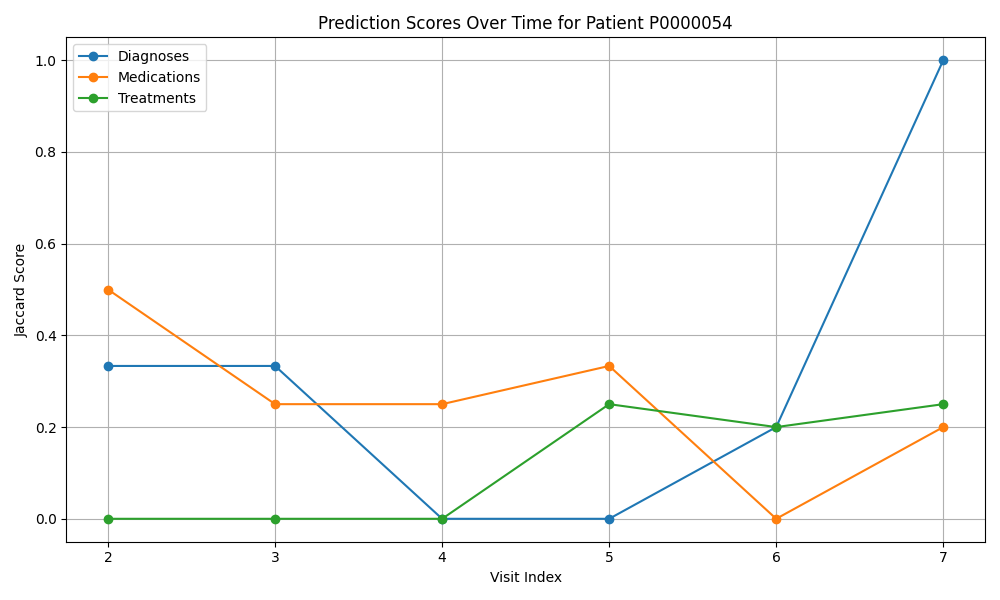 Prediction Scores Over Time for Patient P0000054
Diagnoses
Medications
Treatments
Jaccard Score
1.0
0.8
0.6
0.4
0.2
0.0
2 3 4 5 6 7
Visit Index